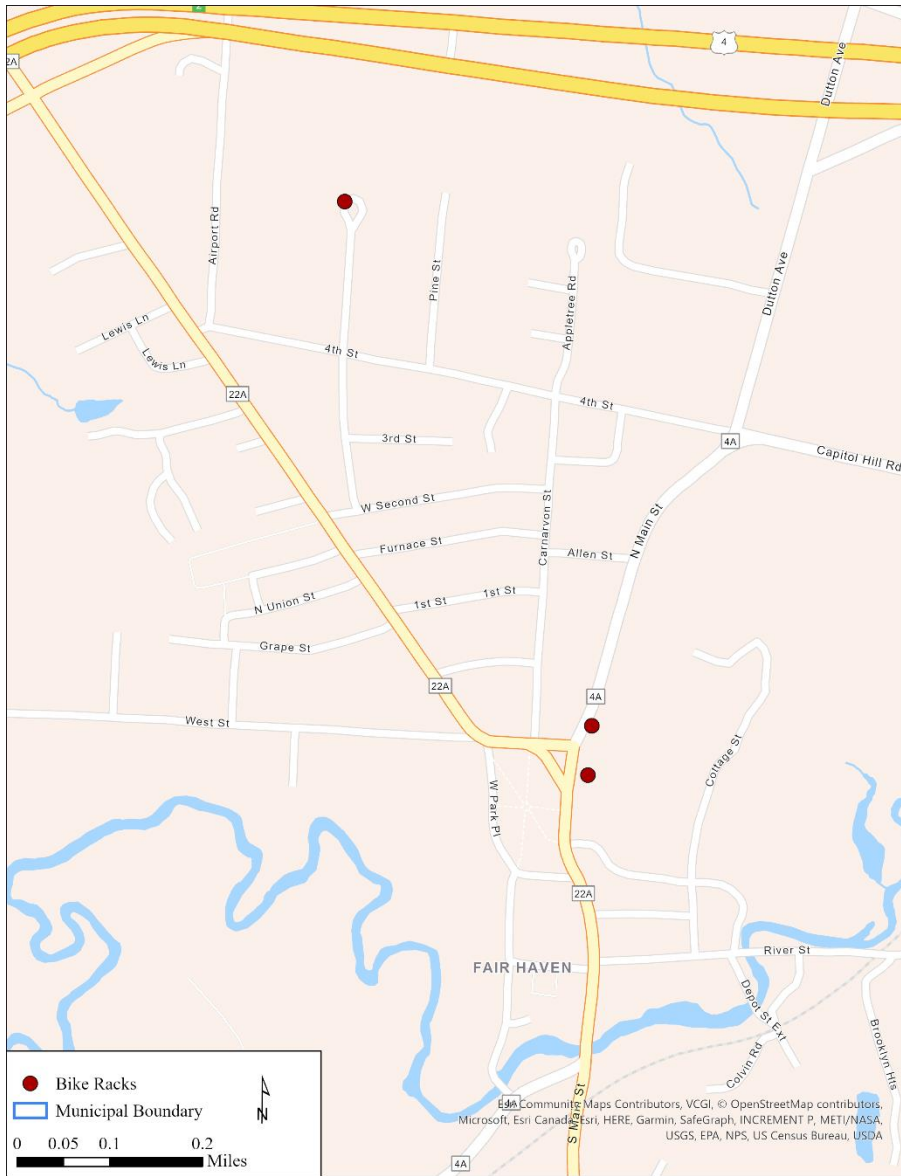 2
4
2A
Dutton Ave
Airport Rd
Pine St
Appletree Rd
Dutton Ave
Lewis Ln
Lewis Ln
4th St
22A
4th St
4A
Capitol Hill Rd
3rd St
W Second St
Carnarvon St
N Main St
Furnace St
Allen St
N Union St
1st St
1st St
Grape St
22A
4A
West St
Cottage St
W Park Pl
22A
River St
FAIR HAVEN
Depot St Ext
Colvin Rd
Brooklyn Hts
S Main St
4A
4A
Bike Racks
Municipal Boundary
N
0 0.05 0.1 0.2
Miles
Esri Community Maps Contributors, VCGI, © OpenStreetMap contributors,
Microsoft, Esri Canada, Esri, HERE, Garmin, SafeGraph, INCREMENT P, METI/NASA,
USGS, EPA, NPS, US Census Bureau, USDA